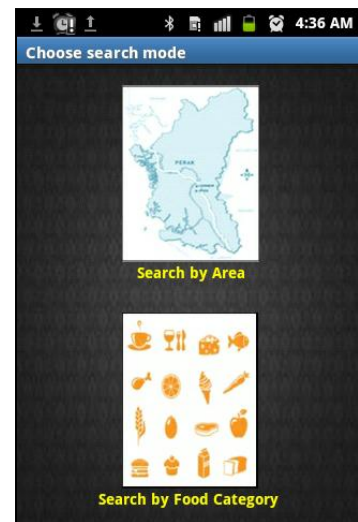 4:36 AM
Choose search mode
PERAK
Search by Area
Search by Food Category